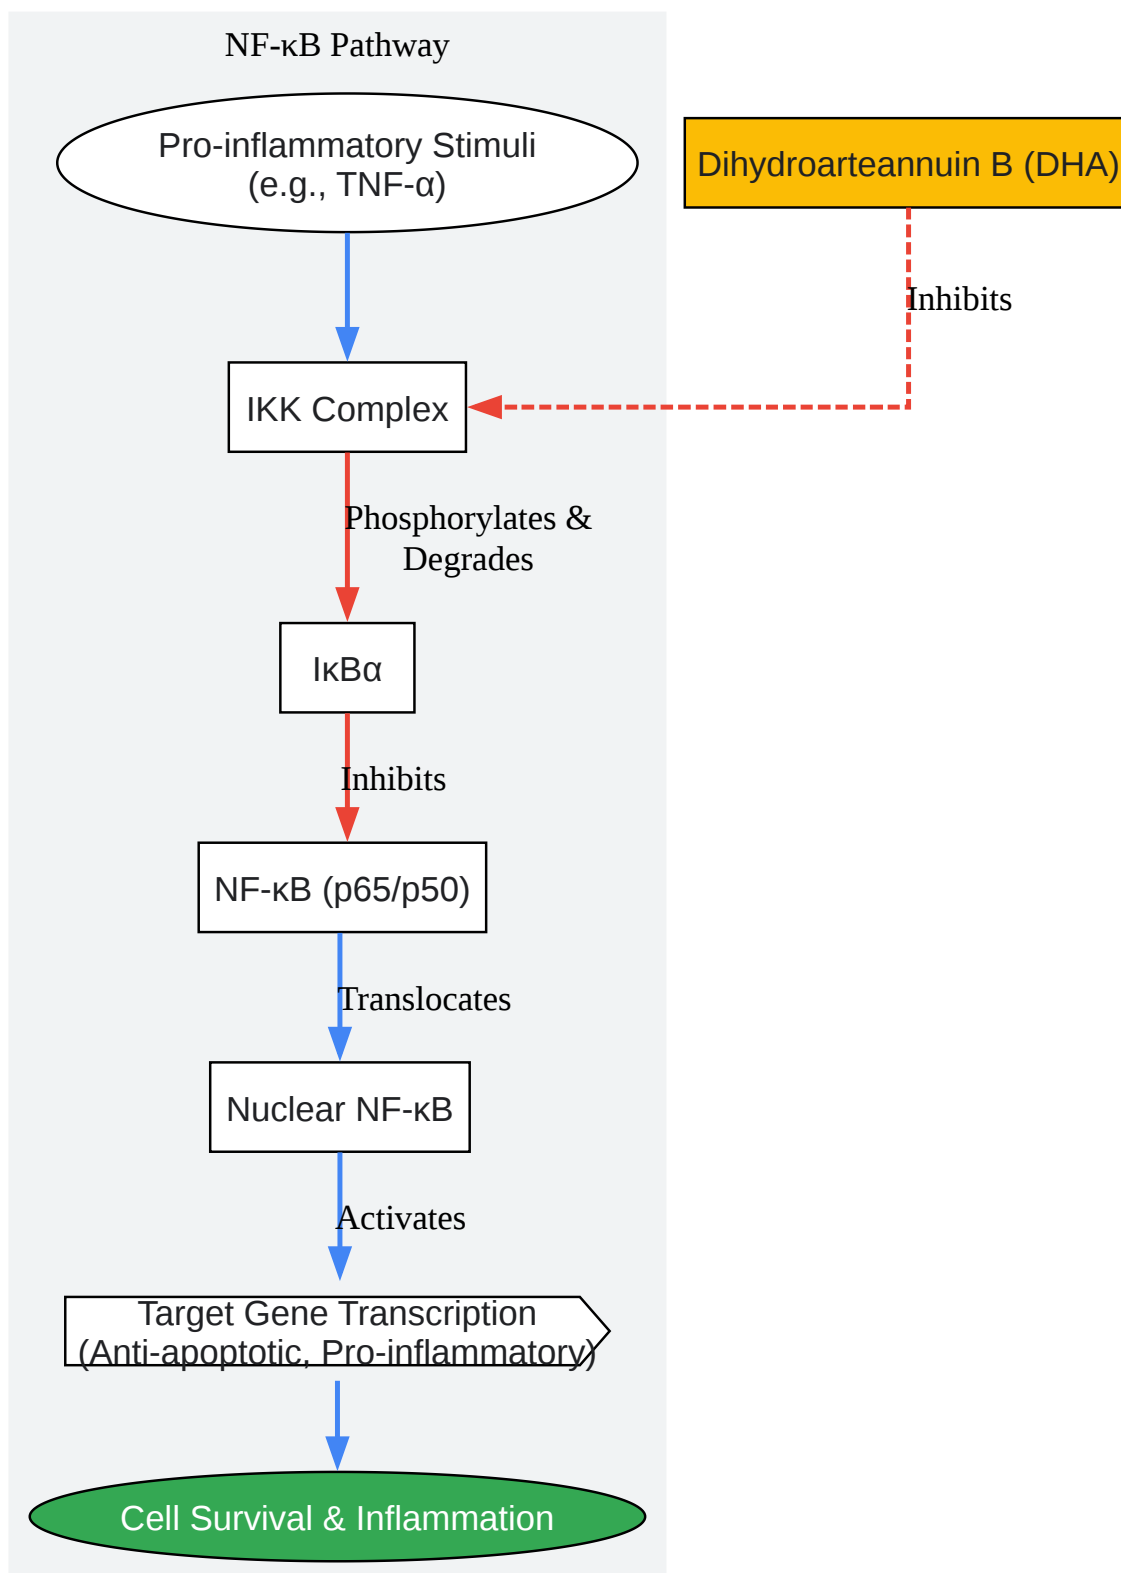 NF-κB Pathway
Pro-inflammatory Stimuli
(e.g., TNF-α)
Dihydroarteannuin B (DHA)
Inhibits
IKK Complex
Phosphorylates &
Degrades
IκBα
Inhibits
NF-κB (p65/p50)
Translocates
Nuclear NF-κB
Activates
Target Gene Transcription
(Anti-apoptotic, Pro-inflammatory)
Cell Survival & Inflammation